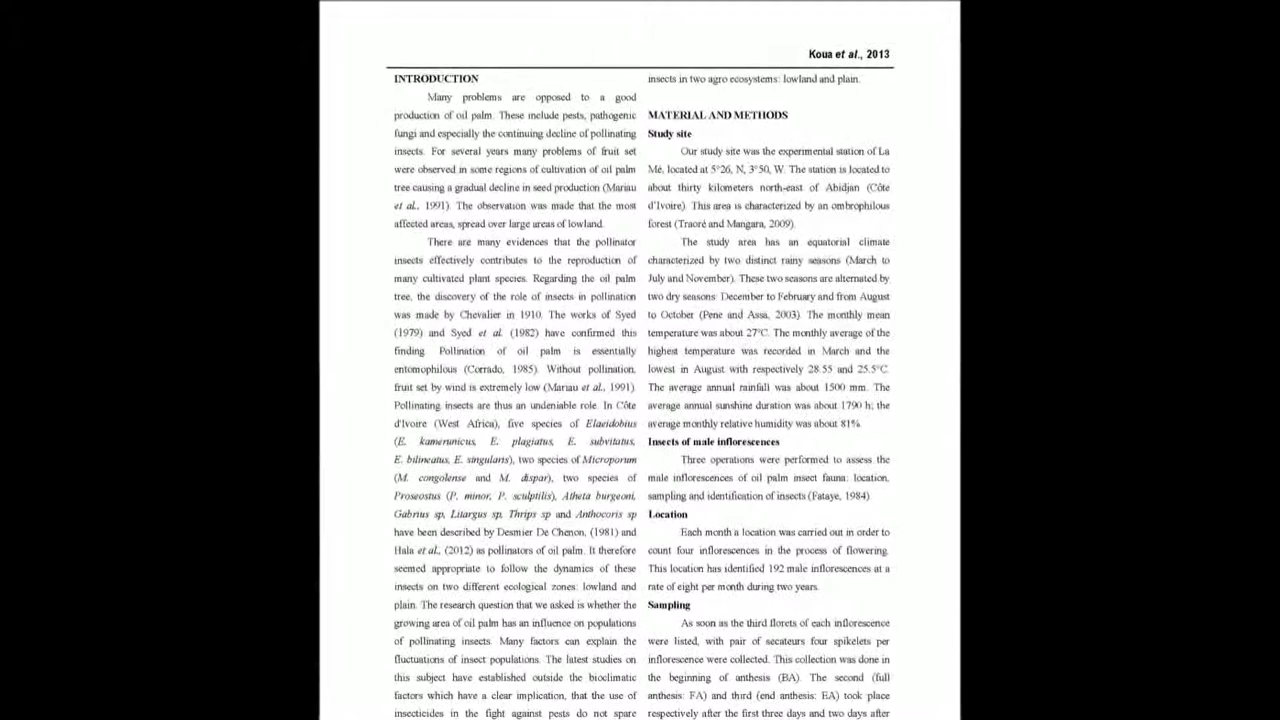 Koua et al., 2013
INTRODUCTION
Many problems are opposed to a good
production of oil palm. These include pests, pathogenic
fungi and especially the continuing decline of pollinating
insects. For several years many problems of fruit set
were observed in some regions of cultivation of oil palm
tree causing a gradual decline in seed production (Mariau
et al., 1991). The observation was made that the most
affected areas, spread over large areas of lowland.
There are many evidences that the pollinator
insects effectively contributes to the reproduction of
many cultivated plant species. Regarding the oil palm
tree, the discovery of the role of insects in pollination
was made by Chevalier in 1910. The works of Syed
(1979) and Syed et al. (1982) have confirmed this
finding. Pollination of oil palm is essentially
entomophilous (Corrado, 1985). Without pollination,
fruit set by wind is extremely low (Mariau et al., 1991).
Pollinating insects are thus an undeniable role. In Côte
d'Ivoire (West Africa), five species of Elaeidobius
(E. kamerunicus, E. plagiatus, E. subvitatus,
E. bilineatus, E. singularis), two species of Microporum
(M. congolense and M. dispar), two species of
Proseostus (P. minor, P. sculptilis), Atheta burgeoni,
Gabrius sp, Litargus sp, Thrips sp and Anthocoris sp
have been described by Desmier De Chenon, (1981) and
Hala et al., (2012) as pollinators of oil palm. It therefore
seemed appropriate to follow the dynamics of these
insects on two different ecological zones: lowland and
plain. The research question that we asked is whether the
growing area of oil palm has an influence on populations
of pollinating insects. Many factors can explain the
fluctuations of insect populations. The latest studies on
this subject have established outside the bioclimatic
factors which have a clear implication, that the use of
insecticides in the fight against pests do not spare
insects in two agro ecosystems: lowland and plain.
MATERIAL AND METHODS
Study site
Our study site was the experimental station of La
Mé, located at 5°26, N, 3°50, W. The station is located to
about thirty kilometers north-east of Abidjan (Côte
d'Ivoire). This area is characterized by an ombrophilous
forest (Traoré and Mangara, 2009).
The study area has an equatorial climate
characterized by two distinct rainy seasons (March to
July and November). These two seasons are alternated by
two dry seasons: December to February and from August
to October (Pene and Assa, 2003). The monthly mean
temperature was about 27°C. The monthly average of the
highest temperature was recorded in March and the
lowest in August with respectively 28.55 and 25.5°C.
The average annual rainfall was about 1500 mm. The
average annual sunshine duration was about 1790 h; the
average monthly relative humidity was about 81%.
Insects of male inflorescences
Three operations were performed to assess the
male inflorescences of oil palm insect fauna: location,
sampling and identification of insects (Fataye, 1984).
Location
Each month a location was carried out in order to
count four inflorescences in the process of flowering.
This location has identified 192 male inflorescences at a
rate of eight per month during two years.
Sampling
As soon as the third florets of each inflorescence
were listed, with pair of secateurs four spikelets per
inflorescence were collected. This collection was done in
the beginning of anthesis (BA). The second (full
anthesis: FA) and third (end anthesis: EA) took place
respectively after the first three days and two days after